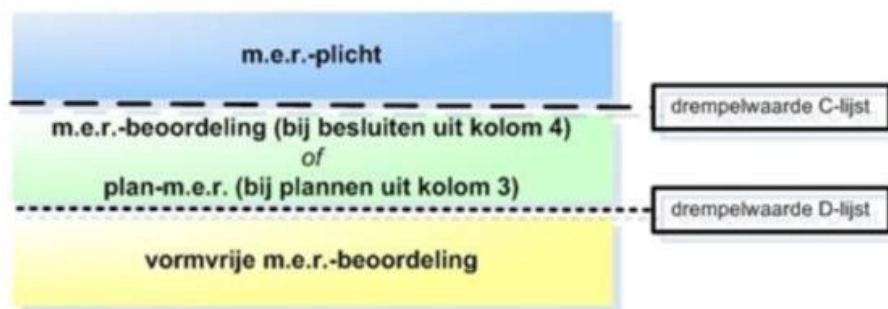 m.e.r.-plicht
drempelwaarde C-lijst
m.e.r.-beoordeling (bij besluiten uit kolom 4)
of
plan-m.e.r. (bij plannen uit kolom 3)
drempelwaarde D-lijst
vormvrije m.e.r.-beoordeling